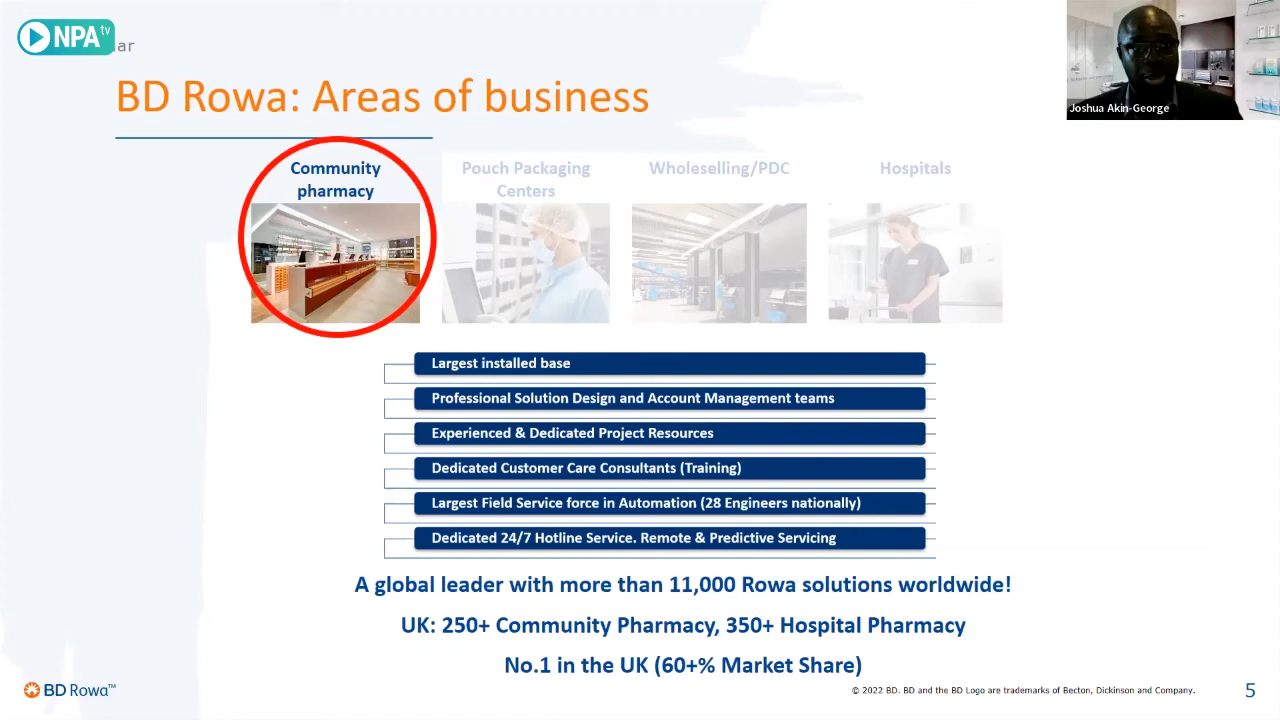 NPA tv
ar
Joshua Akin-George
BD Rowa: Areas of business
Community
pharmacy
Pouch Packaging
Centers
Wholeselling/PDC
Hospitals
Largest installed base
Professional Solution Design and Account Management teams
Experienced & Dedicated Project Resources
Dedicated Customer Care Consultants (Training)
Largest Field Service force in Automation (28 Engineers nationally)
Dedicated 24/7 Hotline Service. Remote & Predictive Servicing
A global leader with more than 11,000 Rowa solutions worldwide!
UK: 250+ Community Pharmacy, 350+ Hospital Pharmacy
No.1 in the UK (60+% Market Share)
BD Rowa™
© 2022 BD. BD and the BD Logo are trademarks of Becton, Dickinson and Company.
5